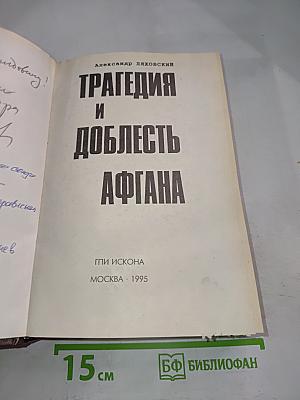 Александр Ляховский
ТРАГЕДИЯ
И
ДОБЛЕСТЬ
АФГАНА
ГПИ ИСКОНА
МОСКВА · 1995
15 см
БФ БИБЛИОФАН